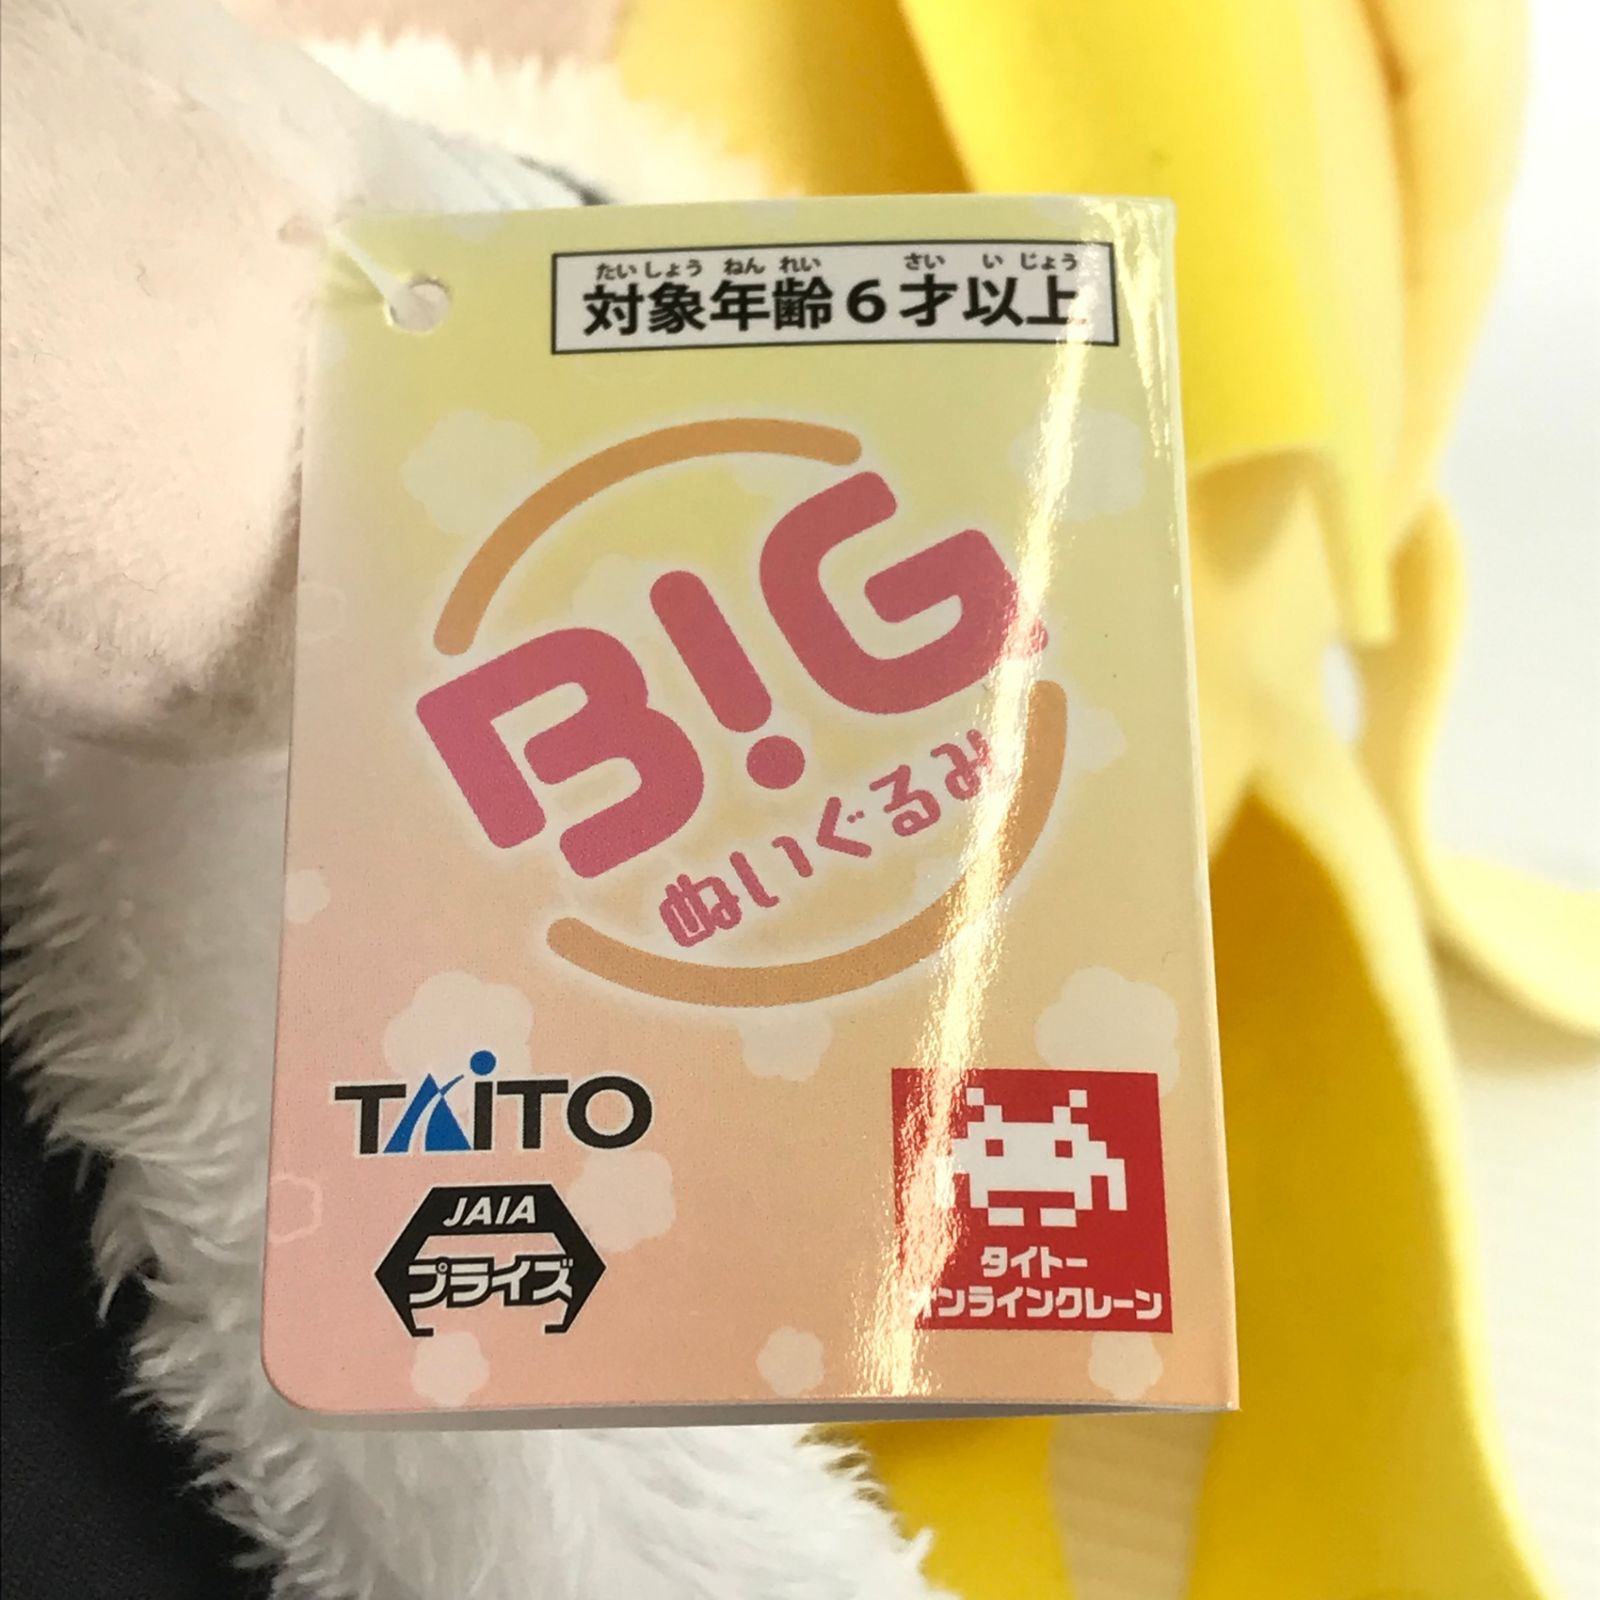 たいしょう ねん れい さい い じょう
対象年齢6才以上
B!G
ぬいぐるみ
TAiTO
JAIA
プライズ
タイトー
オンラインクレーン